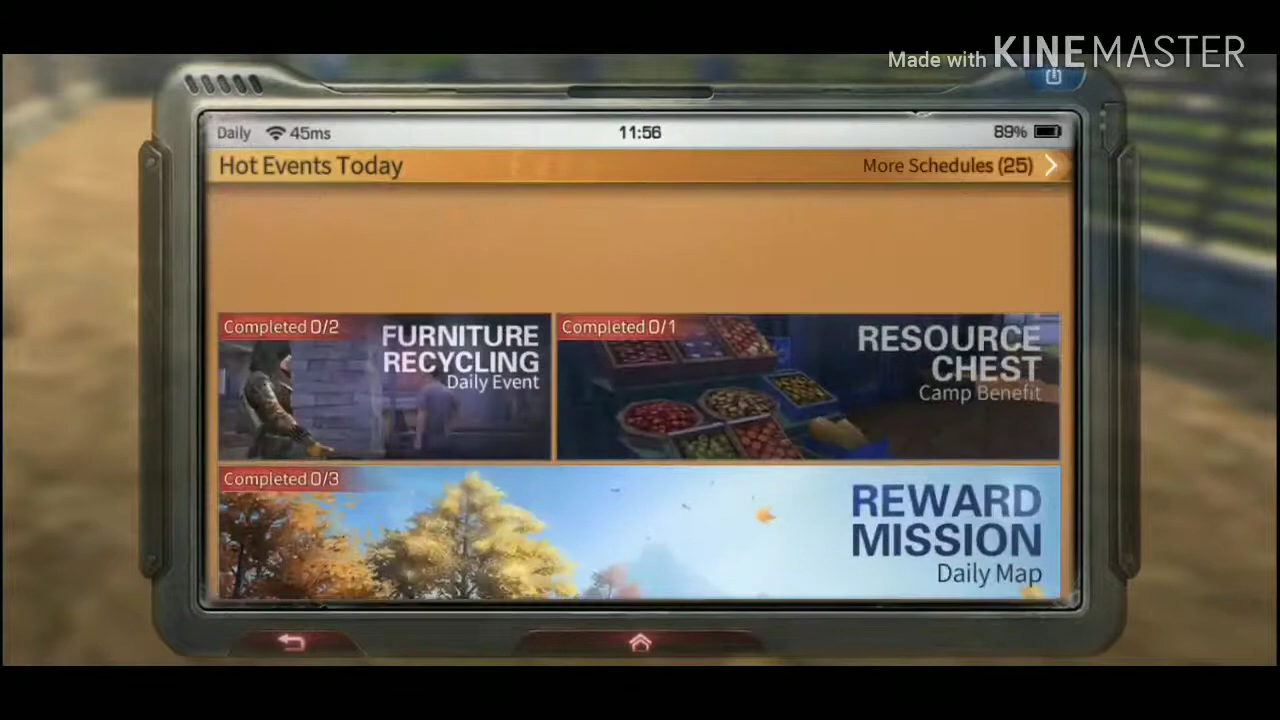 Made with KINEMASTER
Daily 45ms 11:56 89%
Hot Events Today More Schedules (25)
Completed 0/2
FURNITURE
RECYCLING
Daily Event
Completed 0/1
RESOURCE
CHEST
Camp Benefit
Completed 0/3
REWARD
MISSION
Daily Map